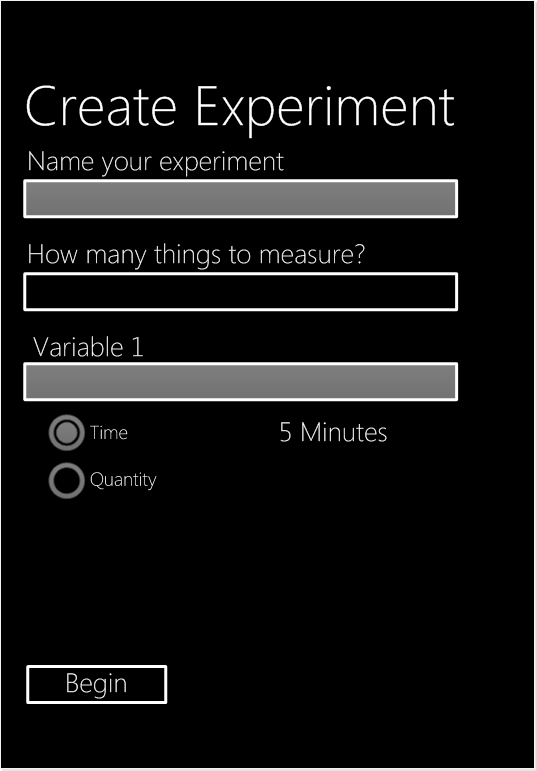 Create Experiment
Name your experiment
How many things to measure?
Variable 1
Time 5 Minutes
Quantity
Begin